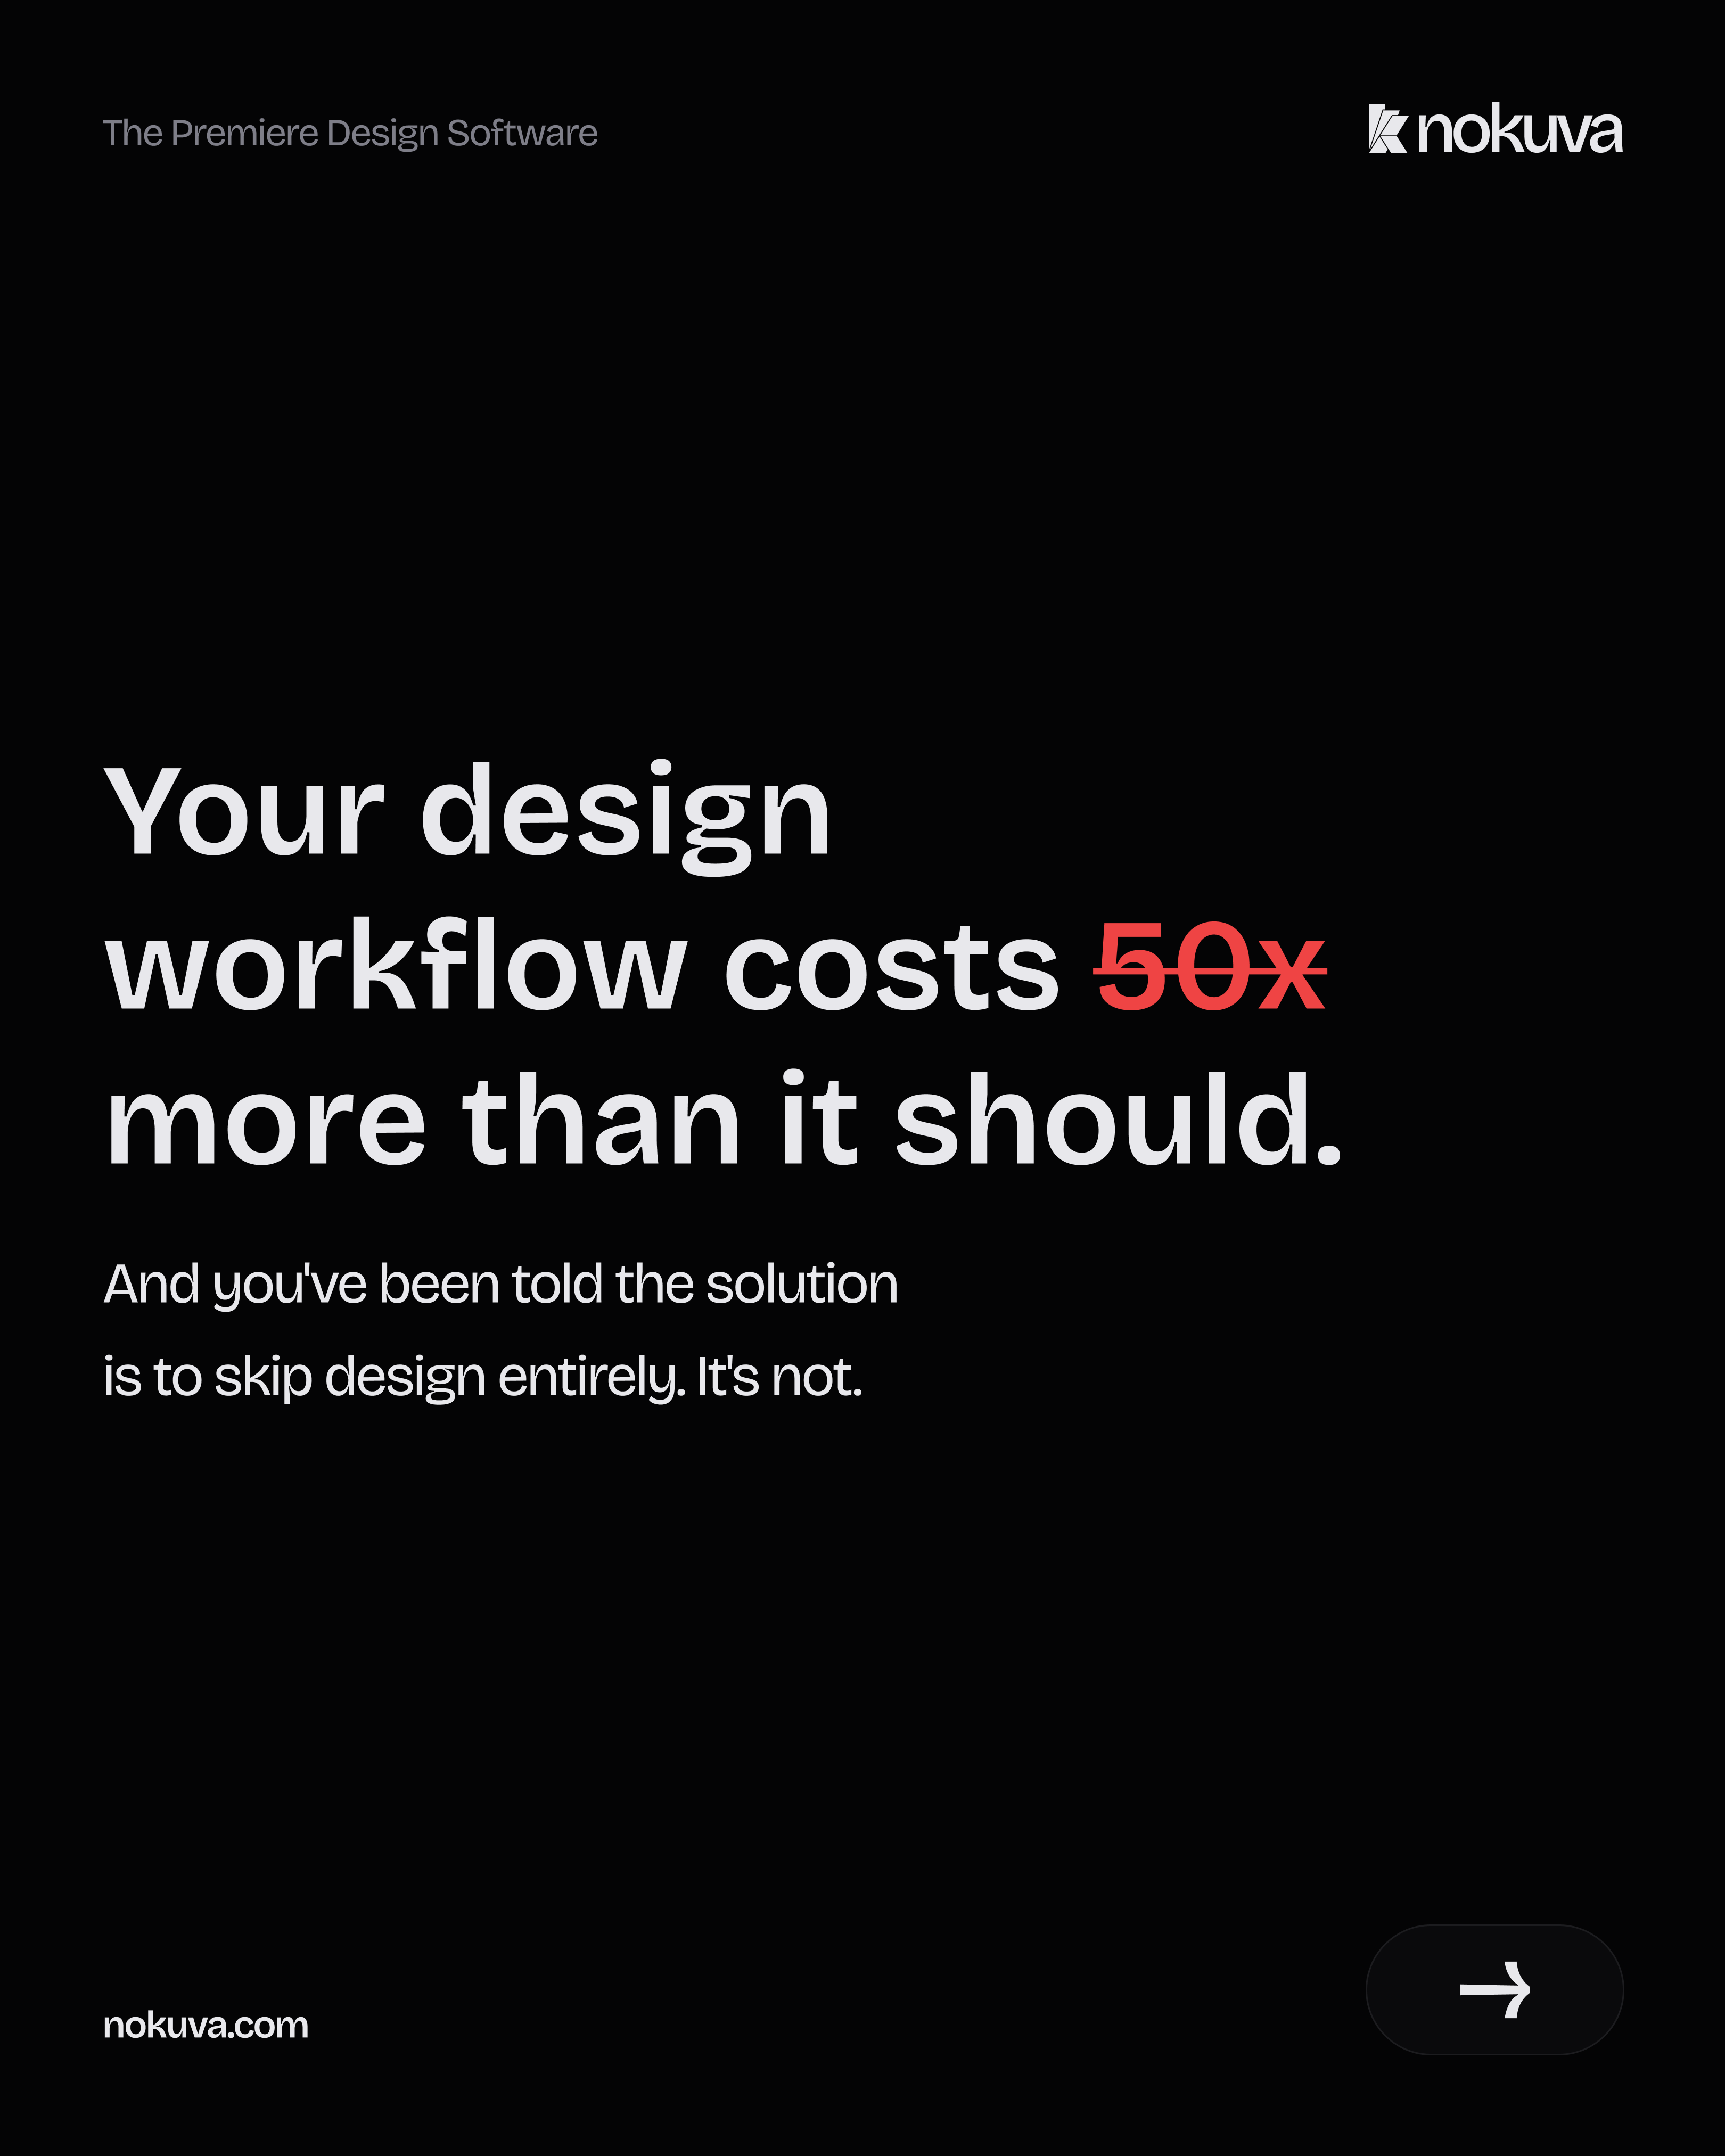 The Premiere Design Software
nokuva
Your design
workflow costs 50x
more than it should.
And you've been told the solution
is to skip design entirely. It's not.
nokuva.com